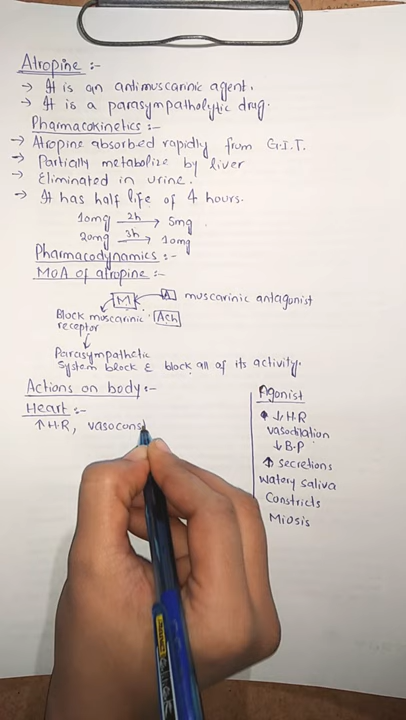 Atropine :-
→ It is an antimuscarinic agent.
→ It is a parasympatholytic drug.
Pharmacokinetics :-
→ Atropine absorbed rapidly from G.I.T.
→ Partially metabolize by liver
→ Eliminated in urine.
→ It has half life of 4 hours.
10mg 2h → 5mg
20mg 3h → 10mg
Pharmacodynamics :-
MOA of atropine :-
M A muscarinic antagonist
Block muscarinic Ach
receptor
Parasympathetic
System block & block all of its activity.
Actions on body :-
Heart :-
↑ H.R, vasocons
Agonist
↓ H.R
vasodilation
↓ B.P
↑ secretions
watory saliva
Constricts
Miosis